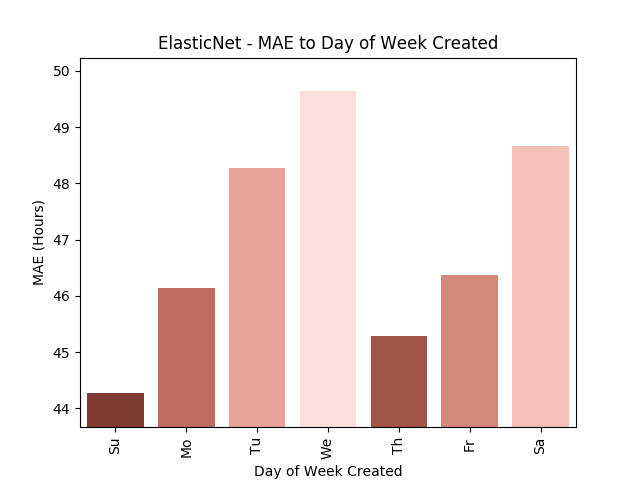 ElasticNet - MAE to Day of Week Created
50
49
48
47
46
45
44
MAE (Hours)
Su
Mo
Tu
We
Th
Fr
Sa
Day of Week Created